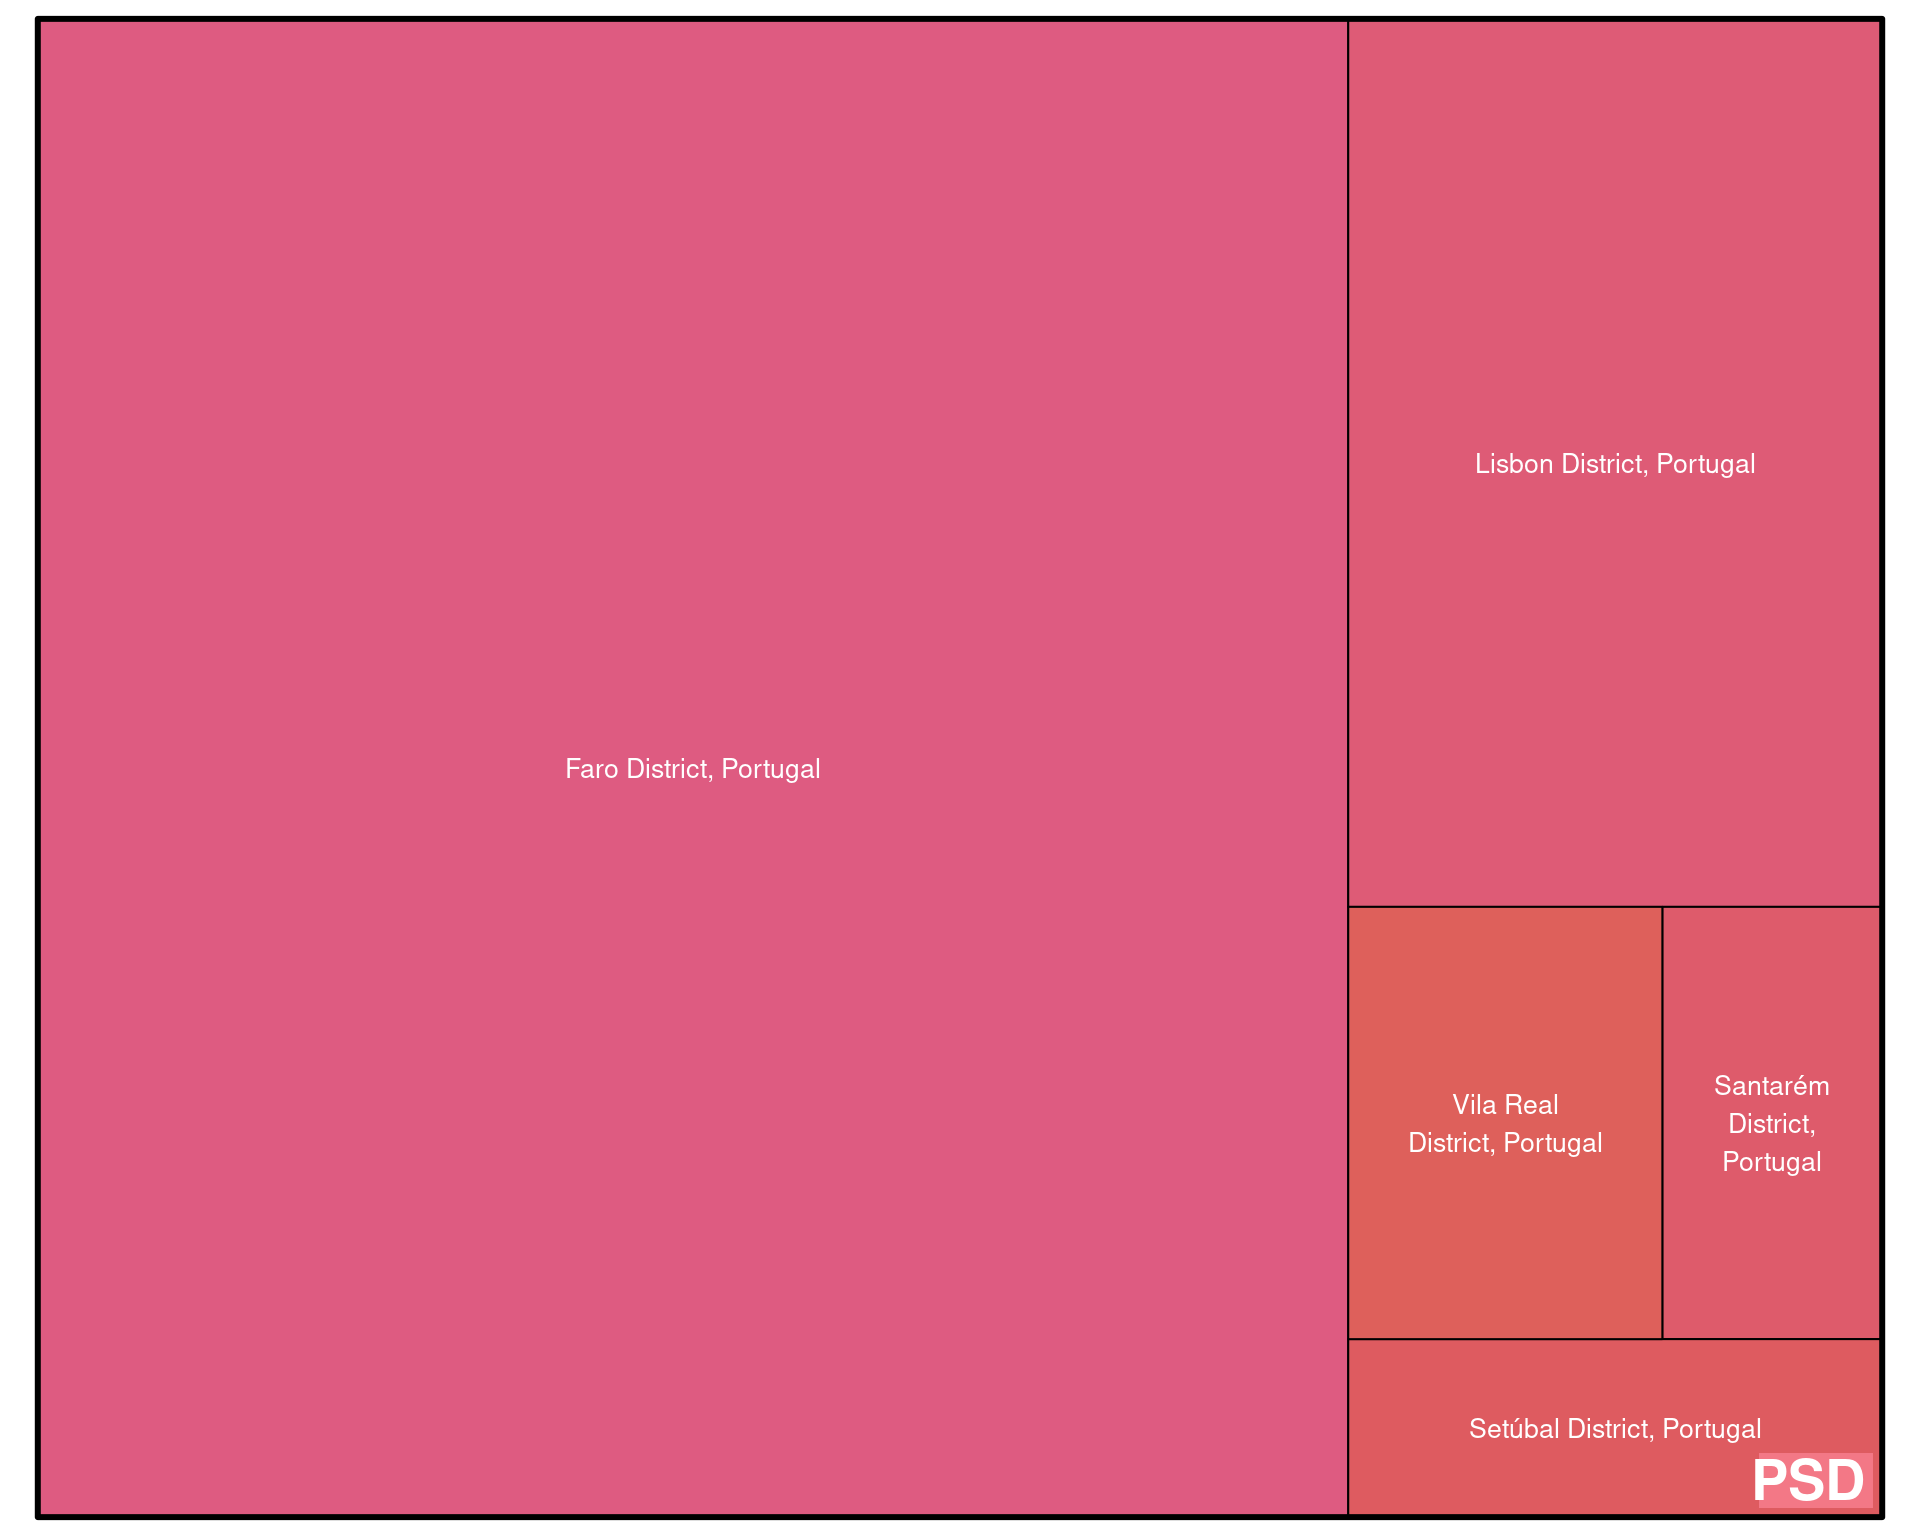 Faro District, Portugal
Lisbon District, Portugal
Vila Real
District, Portugal
Santarém
District,
Portugal
Setúbal District, Portugal
PSD